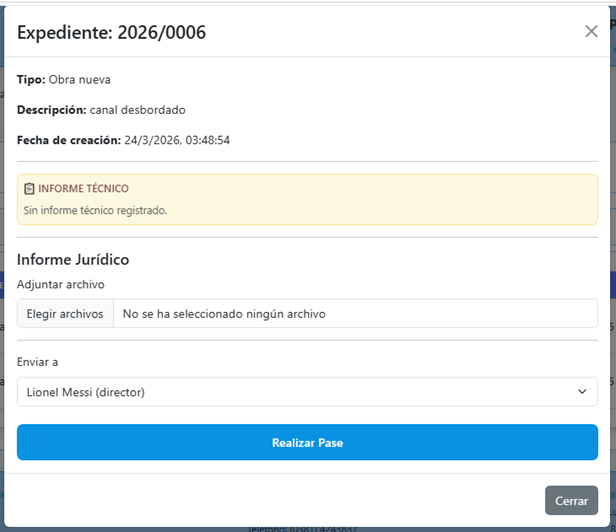 Expediente: 2026/0006
Tipo: Obra nueva
Descripción: canal desbordado
Fecha de creación: 24/3/2026, 03:48:54
INFORME TÉCNICO
Sin informe técnico registrado.
Informe Jurídico
Adjuntar archivo
Elegir archivos No se ha seleccionado ningún archivo
Enviar a
Lionel Messi (director)
Realizar Pase
Cerrar